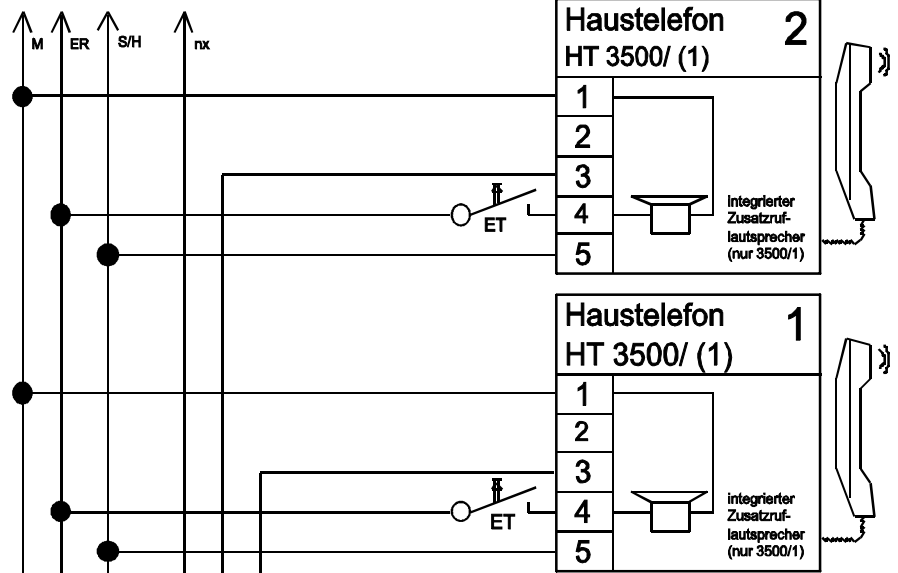 M
ER
S/H
nx
Haustelefon 2
HT 3500/ (1)
1
2
3
4
5
ET
integrierter
Zusatzruf-
lautsprecher
(nur 3500/1)
Haustelefon 1
HT 3500/ (1)
1
2
3
4
5
ET
integrierter
Zusatzruf-
lautsprecher
(nur 3500/1)